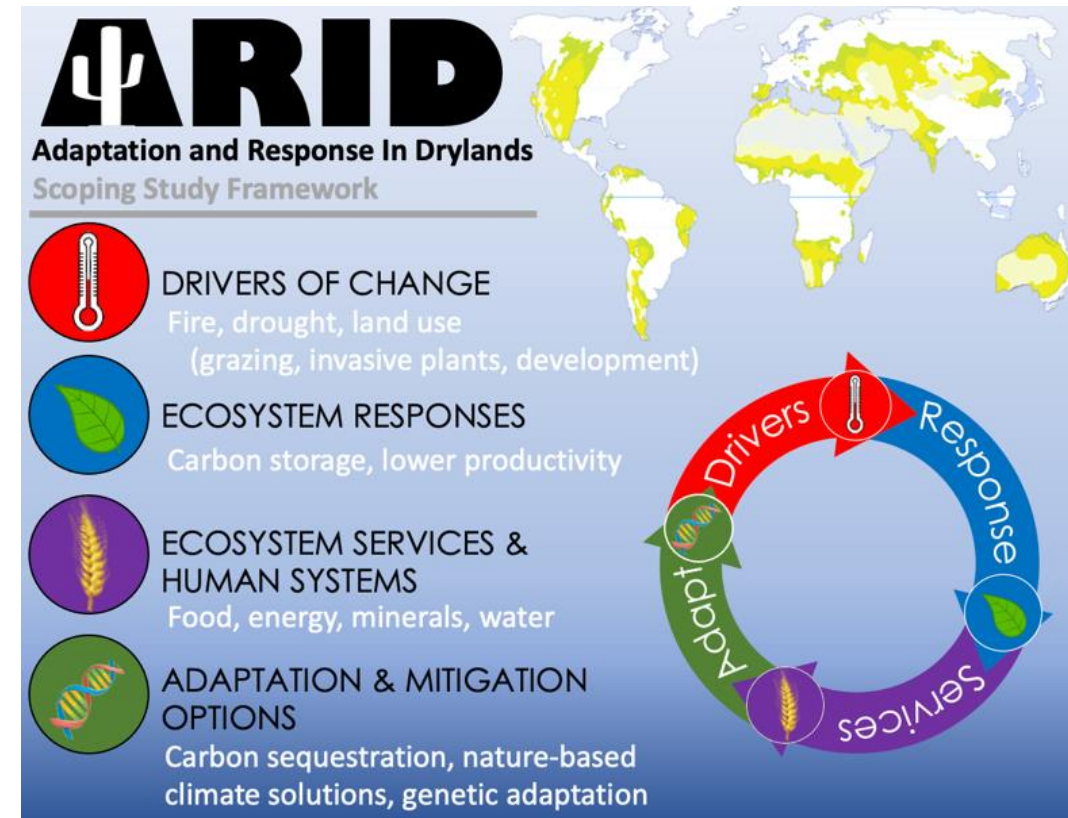 ARID
Adaptation and Response In Drylands
Scoping Study Framework
DRIVERS OF CHANGE
Fire, drought, land use
(grazing, invasive plants, development)
ECOSYSTEM RESPONSES
Carbon storage, lower productivity
ECOSYSTEM SERVICES &
HUMAN SYSTEMS
Food, energy, minerals, water
ADAPTATION & MITIGATION
OPTIONS
Carbon sequestration, nature-based
climate solutions, genetic adaptation
Drivers
Response
Services
Adapt